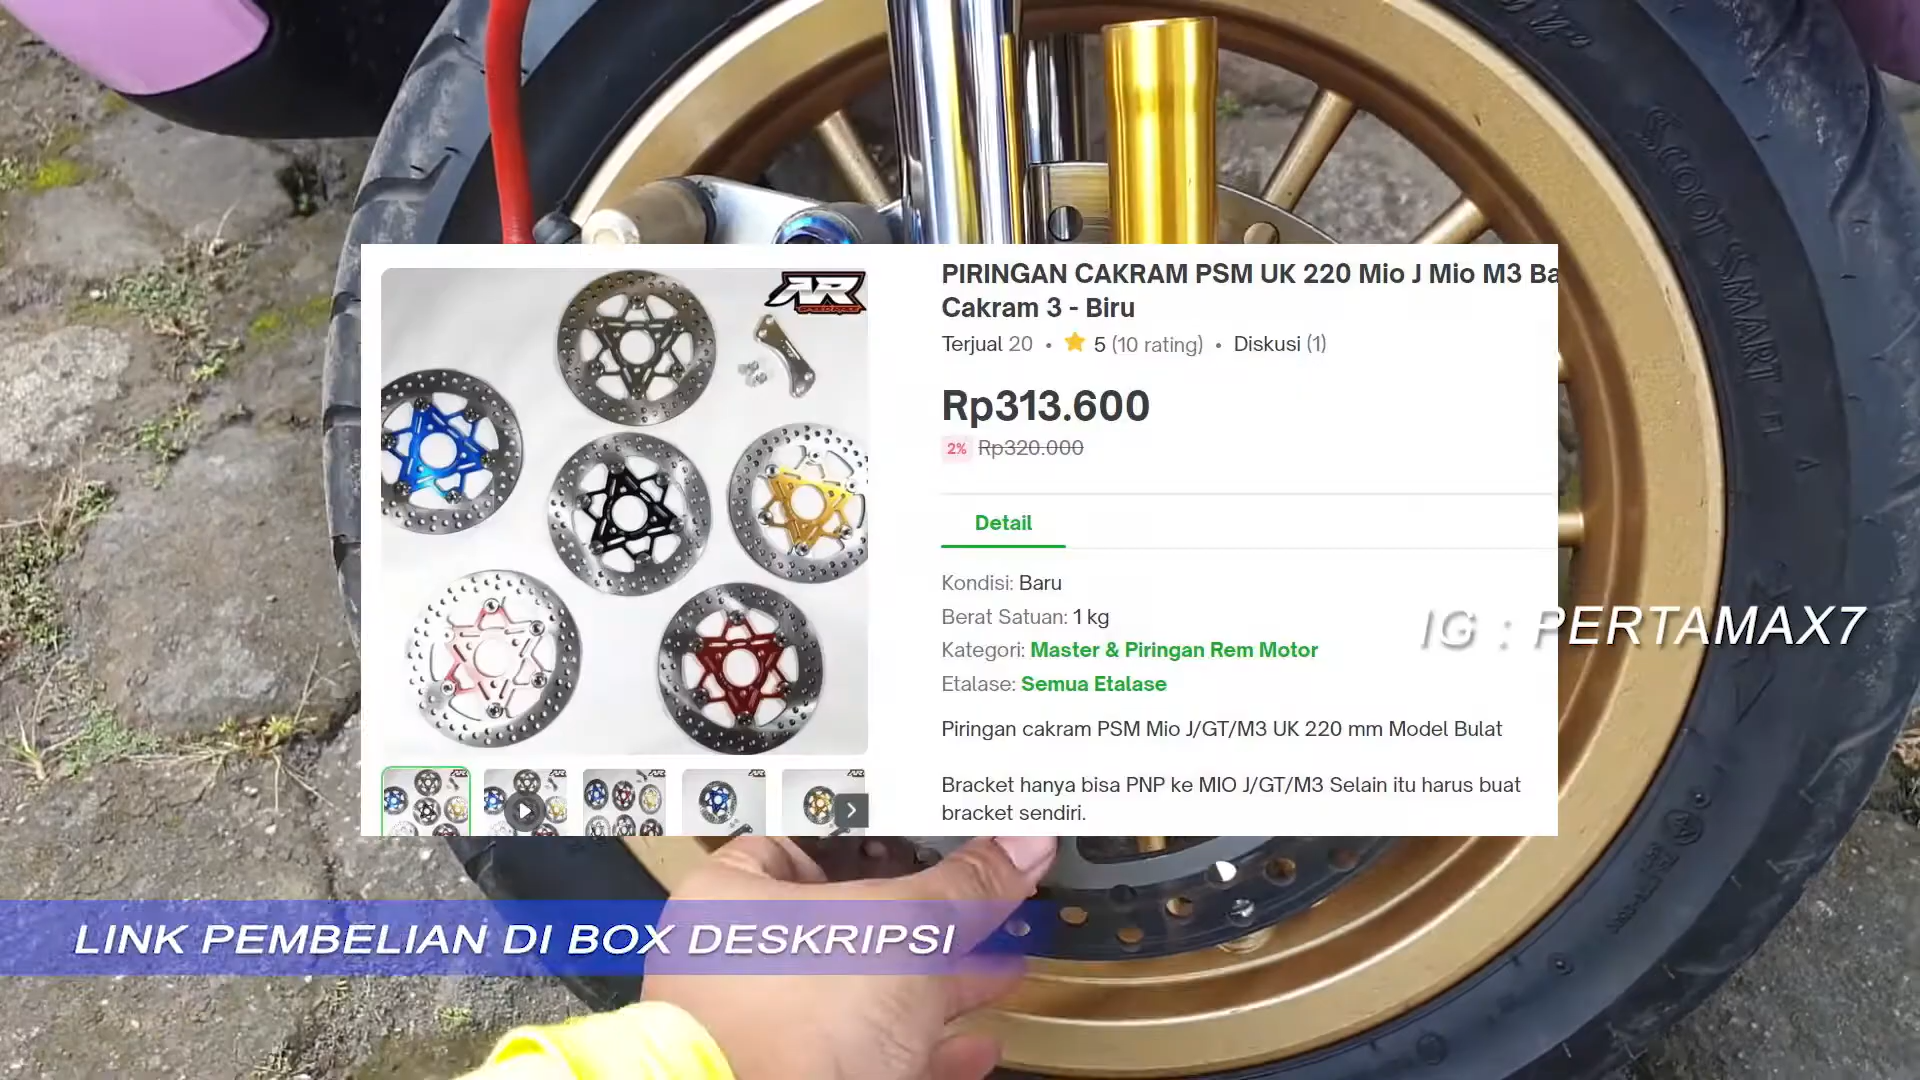 SCOOT SMART
AR
SPEED RACE
PIRINGAN CAKRAM PSM UK 220 Mio J Mio M3 Ba
Cakram 3 - Biru
Terjual 20 • 5 (10 rating) • Diskusi (1)
Rp313.600
2% Rp320.000
Detail
Kondisi: Baru
Berat Satuan: 1 kg
Kategori: Master & Piringan Rem Motor
Etalase: Semua Etalase
Piringan cakram PSM Mio J/GT/M3 UK 220 mm Model Bulat
Bracket hanya bisa PNP ke MIO J/GT/M3 Selain itu harus buat
bracket sendiri.
IG : PERTAMAX7
LINK PEMBELIAN DI BOX DESKRIPSI